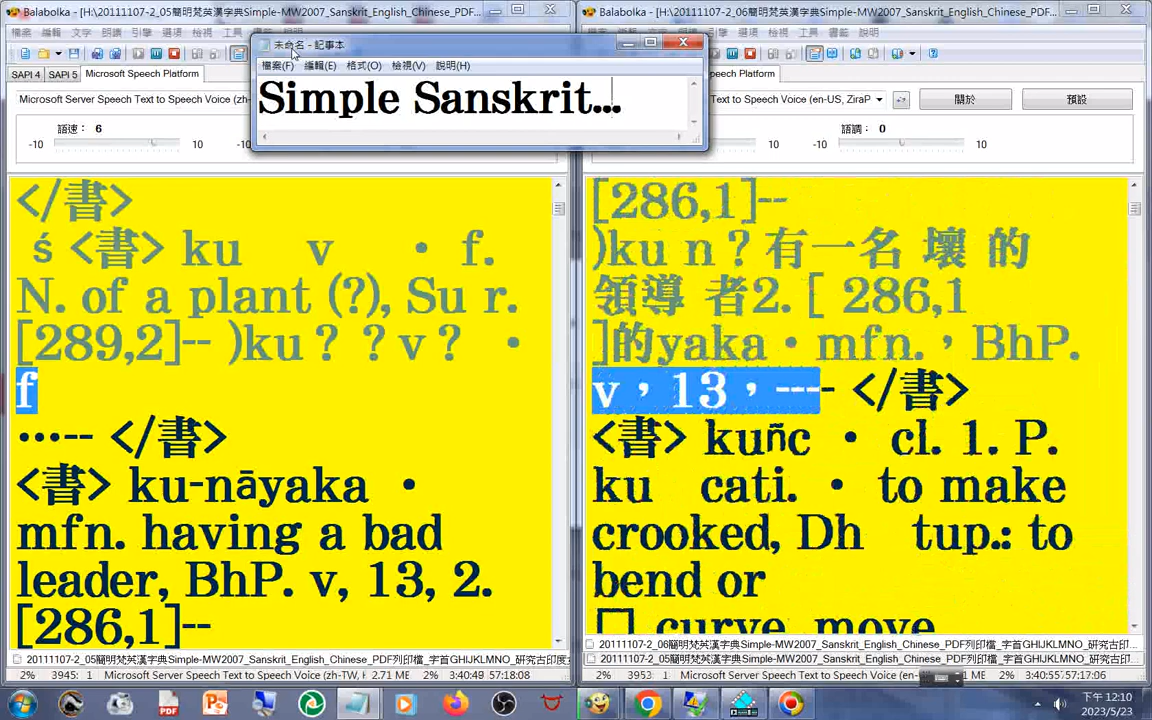 Balabolka - [H:\20111107-2_05簡明梵英漢字典Simple-MW2007_Sanskrit_English_Chinese_PDF...
Balabolka - [H:\20111107-2_06簡明梵英漢字典Simple-MW2007_Sanskrit_English_Chinese_PDF...
未命名 - 記事本
檔案(F) 編輯(E) 格式(O) 檢視(V) 說明(H)
Simple Sanskrit...
SAPI 4 SAPI 5 Microsoft Speech Platform
Microsoft Server Speech Text to Speech Voice (zh-
語速: 6
-10 10
Text to Speech Voice (en-US, ZiraP
關於 預設
語調: 0
-10 10
</書>
ś <書> ku v • f.
N. of a plant (?), Su r.
[289,2]-- )ku ? ? v ? •
f
•••-- </書>
<書> ku-nāyaka •
mfn. having a bad
leader, BhP. v, 13, 2.
[286,1]--
[286,1]--
)ku n ? 有一名 壞 的
領導 者2. [ 286,1
]的yaka • mfn. , BhP.
v , 13 , ---- </書>
<書> kuñc • cl. 1. P.
ku cati. • to make
crooked, Dh tup.: to
bend or
□ curve, move
20111107-2_05簡明梵英漢字典Simple-MW2007_Sanskrit_English_Chinese_PDF列印檔_字首GHIJKLMNO_研究古印度
20111107-2_05簡明梵英漢字典Simple-MW2007_Sanskrit_English_Chinese_PDF列印檔_字首GHIJKLMNO_研究古印
2% 3945: 1 Microsoft Server Speech Text to Speech Voice (zh-TW, 2.71 ME 2% 3:40:49 57:18:08
2% 3953 : 1 Microsoft Server Speech Text to Speech Voice 2% 3:40:55 57:17:06
下午 12:10
2023/5/23